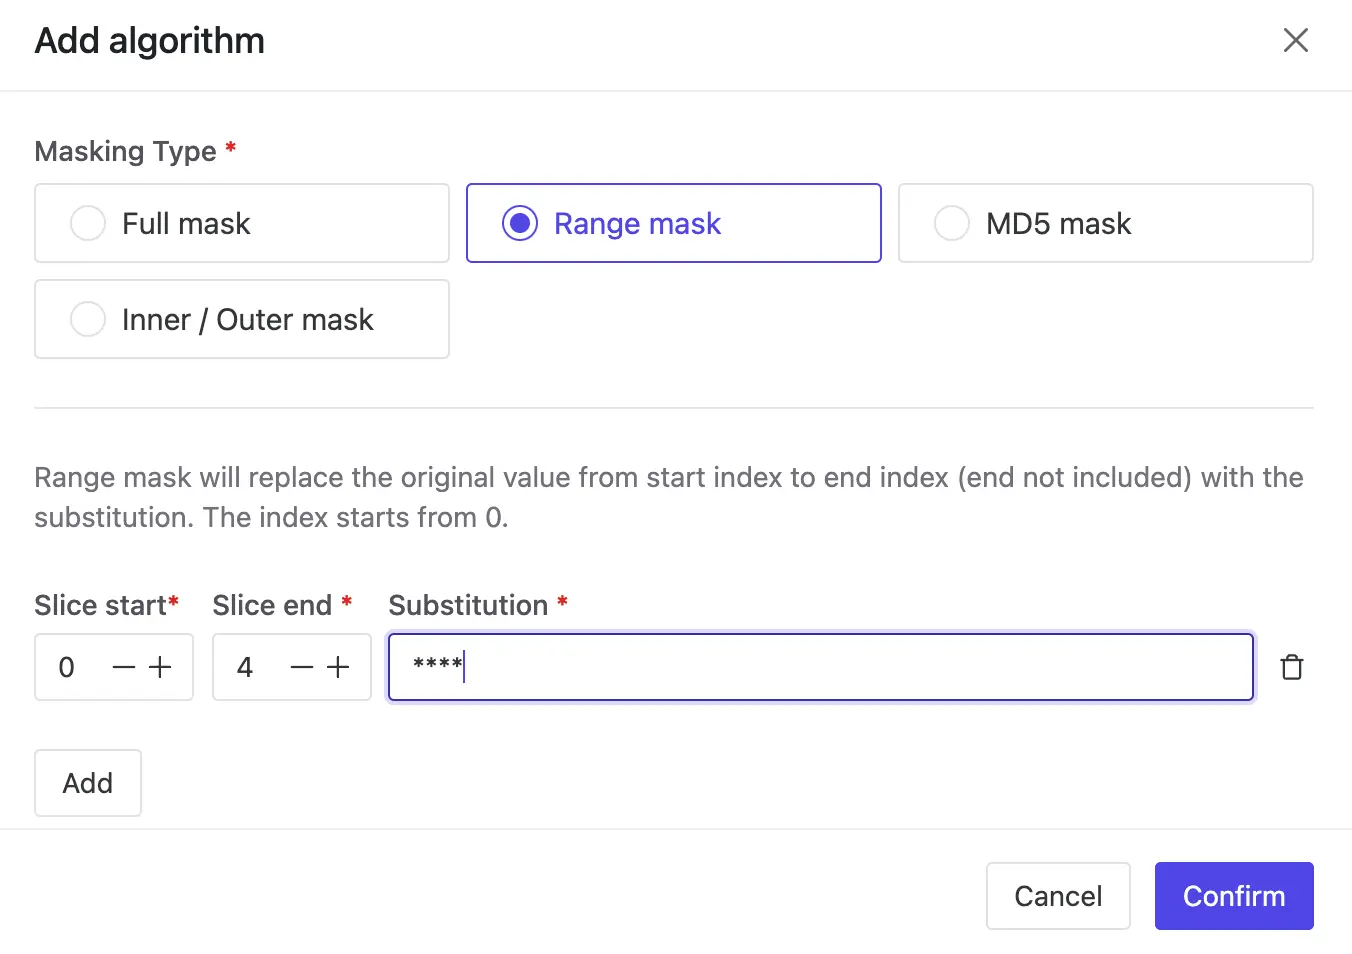 Add algorithm
Masking Type *
Full mask
Range mask
MD5 mask
Inner / Outer mask
Range mask will replace the original value from start index to end index (end not included) with the
substitution. The index starts from 0.
Slice start* Slice end * Substitution *
0 4 ****
Add
Cancel Confirm